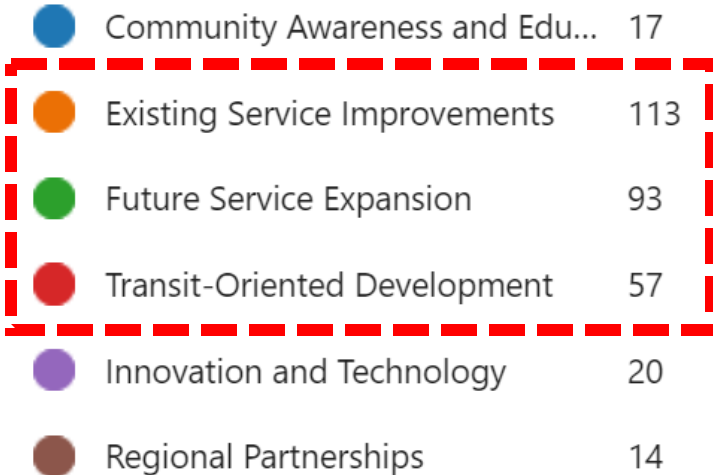 Community Awareness and Edu... 17
Existing Service Improvements 113
Future Service Expansion 93
Transit-Oriented Development 57
Innovation and Technology 20
Regional Partnerships 14